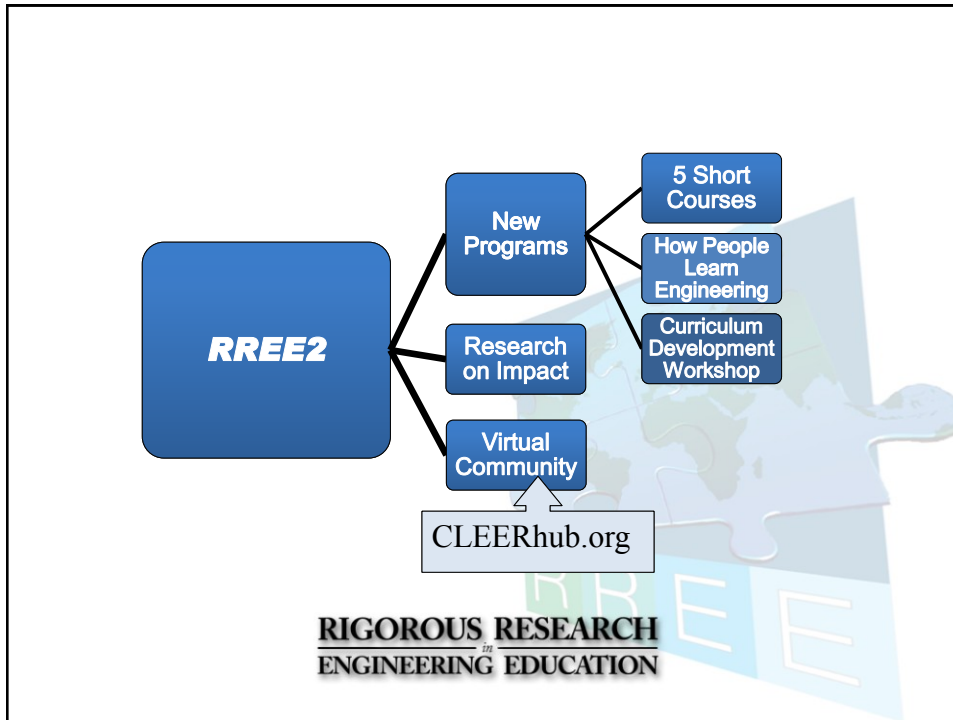 RREE2
New
Programs
5 Short
Courses
How People
Learn
Engineering
Curriculum
Development
Workshop
Research
on Impact
Virtual
Community
CLEERhub.org
RREE
RIGOROUS RESEARCH
in
ENGINEERING EDUCATION